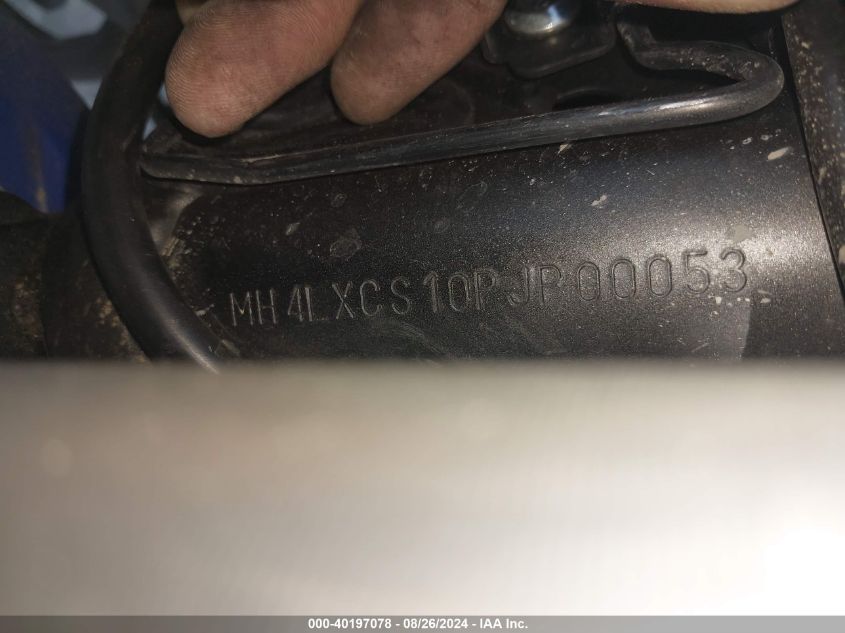 MH4LXCS10PJP00053
000-40197078 - 08/26/2024 - IAA Inc.